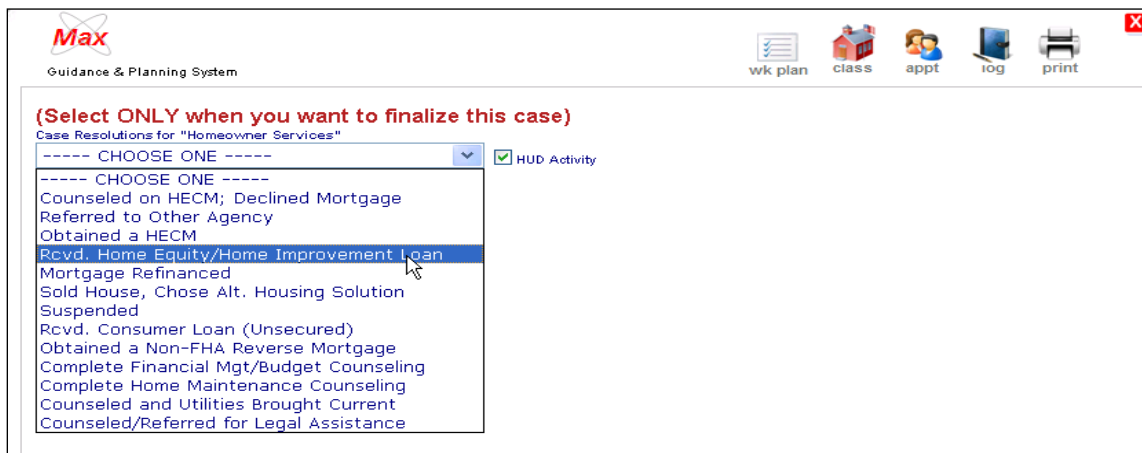 Max
Guidance & Planning System
wk plan
class
appt
log
print
X
(Select ONLY when you want to finalize this case)
Case Resolutions for "Homeowner Services"
----- CHOOSE ONE -----
HUD Activity
----- CHOOSE ONE -----
Counseled on HECM; Declined Mortgage
Referred to Other Agency
Obtained a HECM
Rcvd. Home Equity/Home Improvement Loan
Mortgage Refinanced
Sold House, Chose Alt. Housing Solution
Suspended
Rcvd. Consumer Loan (Unsecured)
Obtained a Non-FHA Reverse Mortgage
Complete Financial Mgt/Budget Counseling
Complete Home Maintenance Counseling
Counseled and Utilities Brought Current
Counseled/Referred for Legal Assistance